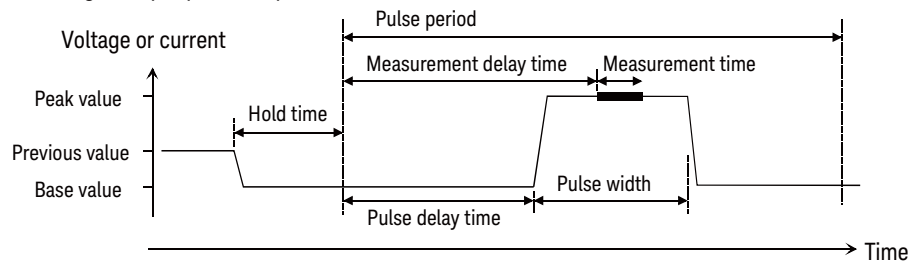 Pulse period
Voltage or current
Measurement delay time
Measurement time
Peak value
Hold time
Previous value
Base value
Pulse width
Pulse delay time
Time